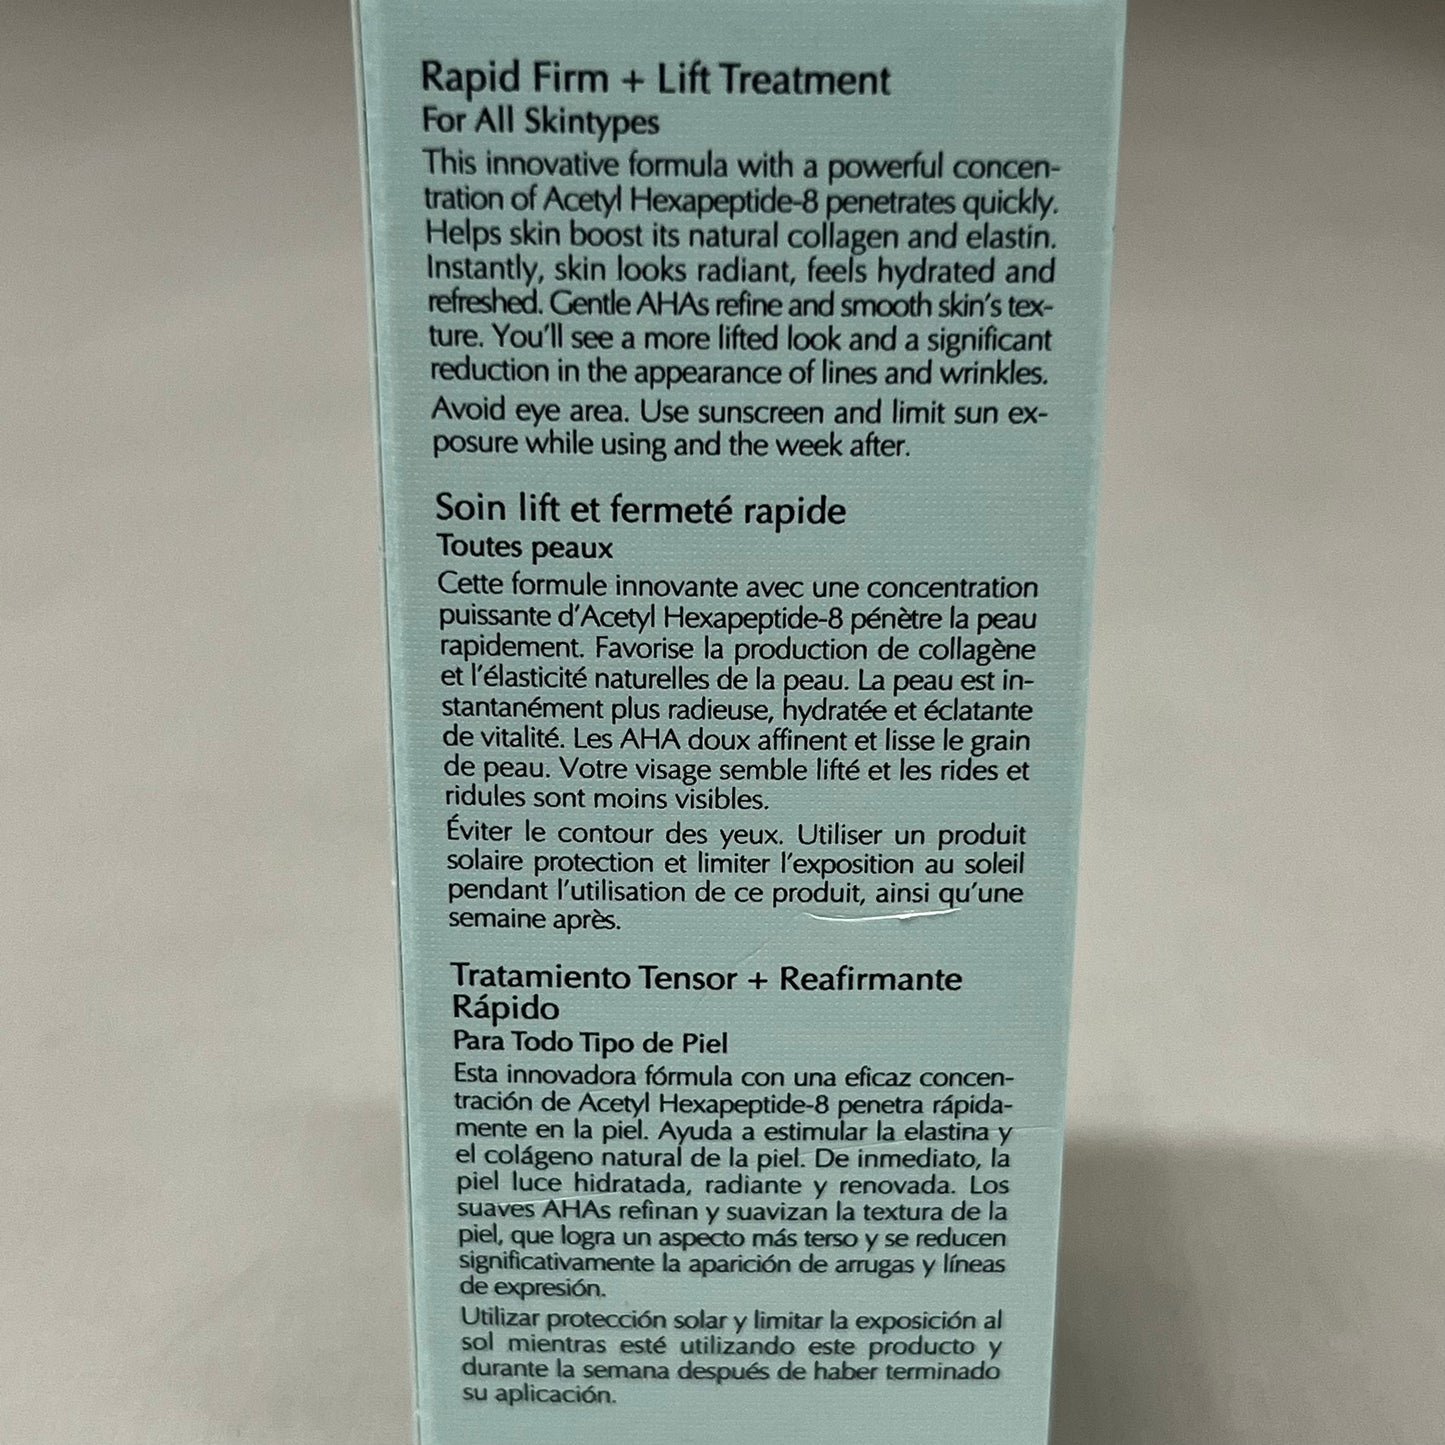 Rapid Firm + Lift Treatment
For All Skintypes
This innovative formula with a powerful concen-
tration of Acetyl Hexapeptide-8 penetrates quickly.
Helps skin boost its natural collagen and elastin.
Instantly, skin looks radiant, feels hydrated and
refreshed. Gentle AHAs refine and smooth skin's tex-
ture. You'll see a more lifted look and a significant
reduction in the appearance of lines and wrinkles.
Avoid eye area. Use sunscreen and limit sun ex-
posure while using and the week after.
Soin lift et fermeté rapide
Toutes peaux
Cette formule innovante avec une concentration
puissante d'Acetyl Hexapeptide-8 pénètre la peau
rapidement. Favorise la production de collagène
et l'élasticité naturelles de la peau. La peau est in-
stantanément plus radieuse, hydratée et éclatante
de vitalité. Les AHA doux affinent et lisse le grain
de peau. Votre visage semble lifté et les rides et
ridules sont moins visibles.
Éviter le contour des yeux. Utiliser un produit
solaire protection et limiter l'exposition au soleil
pendant l'utilisation de ce produit, ainsi qu'une
semaine après.
Tratamiento Tensor + Reafirmante
Rápido
Para Todo Tipo de Piel
Esta innovadora fórmula con una eficaz concen-
tración de Acetyl Hexapeptide-8 penetra rápida-
mente en la piel. Ayuda a estimular la elastina y
el colágeno natural de la piel. De inmediato, la
piel luce hidratada, radiante y renovada. Los
suaves AHAs refinan y suavizan la textura de la
piel, que logra un aspecto más terso y se reducen
significativamente la aparición de arrugas y líneas
de expresión.
Utilizar protección solar y limitar la exposición al
sol mientras esté utilizando este producto y
durante la semana después de haber terminado
su aplicación.